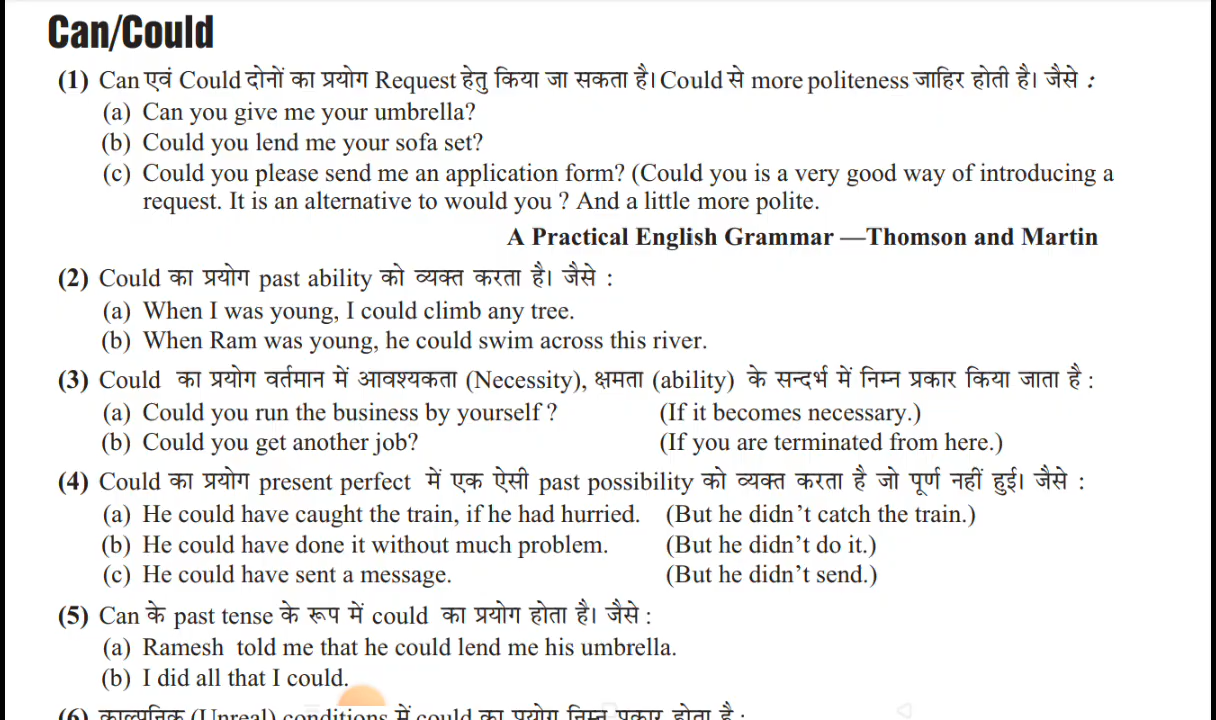 Can/Could
(1) Can एवं Could दोनों का प्रयोग Request हेतु किया जा सकता है। Could से more politeness जाहिर होती है। जैसे :
(a) Can you give me your umbrella?
(b) Could you lend me your sofa set?
(c) Could you please send me an application form? (Could you is a very good way of introducing a
request. It is an alternative to would you ? And a little more polite.
A Practical English Grammar —Thomson and Martin
(2) Could का प्रयोग past ability को व्यक्त करता है। जैसे :
(a) When I was young, I could climb any tree.
(b) When Ram was young, he could swim across this river.
(3) Could का प्रयोग वर्तमान में आवश्यकता (Necessity), क्षमता (ability) के सन्दर्भ में निम्न प्रकार किया जाता है :
(a) Could you run the business by yourself ? (If it becomes necessary.)
(b) Could you get another job? (If you are terminated from here.)
(4) Could का प्रयोग present perfect में एक ऐसी past possibility को व्यक्त करता है जो पूर्ण नहीं हुई। जैसे :
(a) He could have caught the train, if he had hurried. (But he didn’t catch the train.)
(b) He could have done it without much problem. (But he didn’t do it.)
(c) He could have sent a message. (But he didn’t send.)
(5) Can के past tense के रूप में could का प्रयोग होता है। जैसे :
(a) Ramesh told me that he could lend me his umbrella.
(b) I did all that I could.
(6) काल्पनिक (Unreal) conditions में could का प्रयोग निम्न प्रकार होता है :